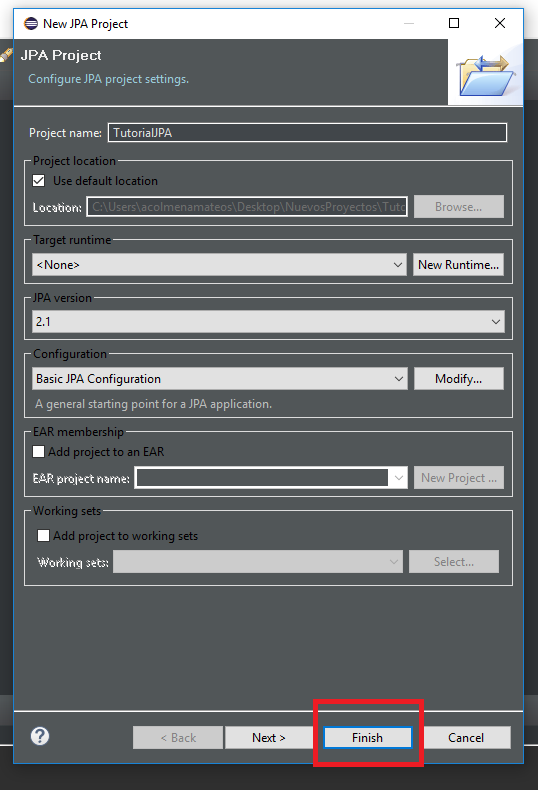 New JPA Project
JPA Project
Configure JPA project settings.
Project name: TutorialJPA
Project location
Use default location
Location: C:\Users\acolmenamateos\Desktop\NuevosProyectos\Tuto Browse...
Target runtime
<None> New Runtime...
JPA version
2.1
Configuration
Basic JPA Configuration Modify...
A general starting point for a JPA application.
EAR membership
Add project to an EAR
EAR project name: New Project ...
Working sets
Add project to working sets
Working sets: Select...
? < Back Next > Finish Cancel